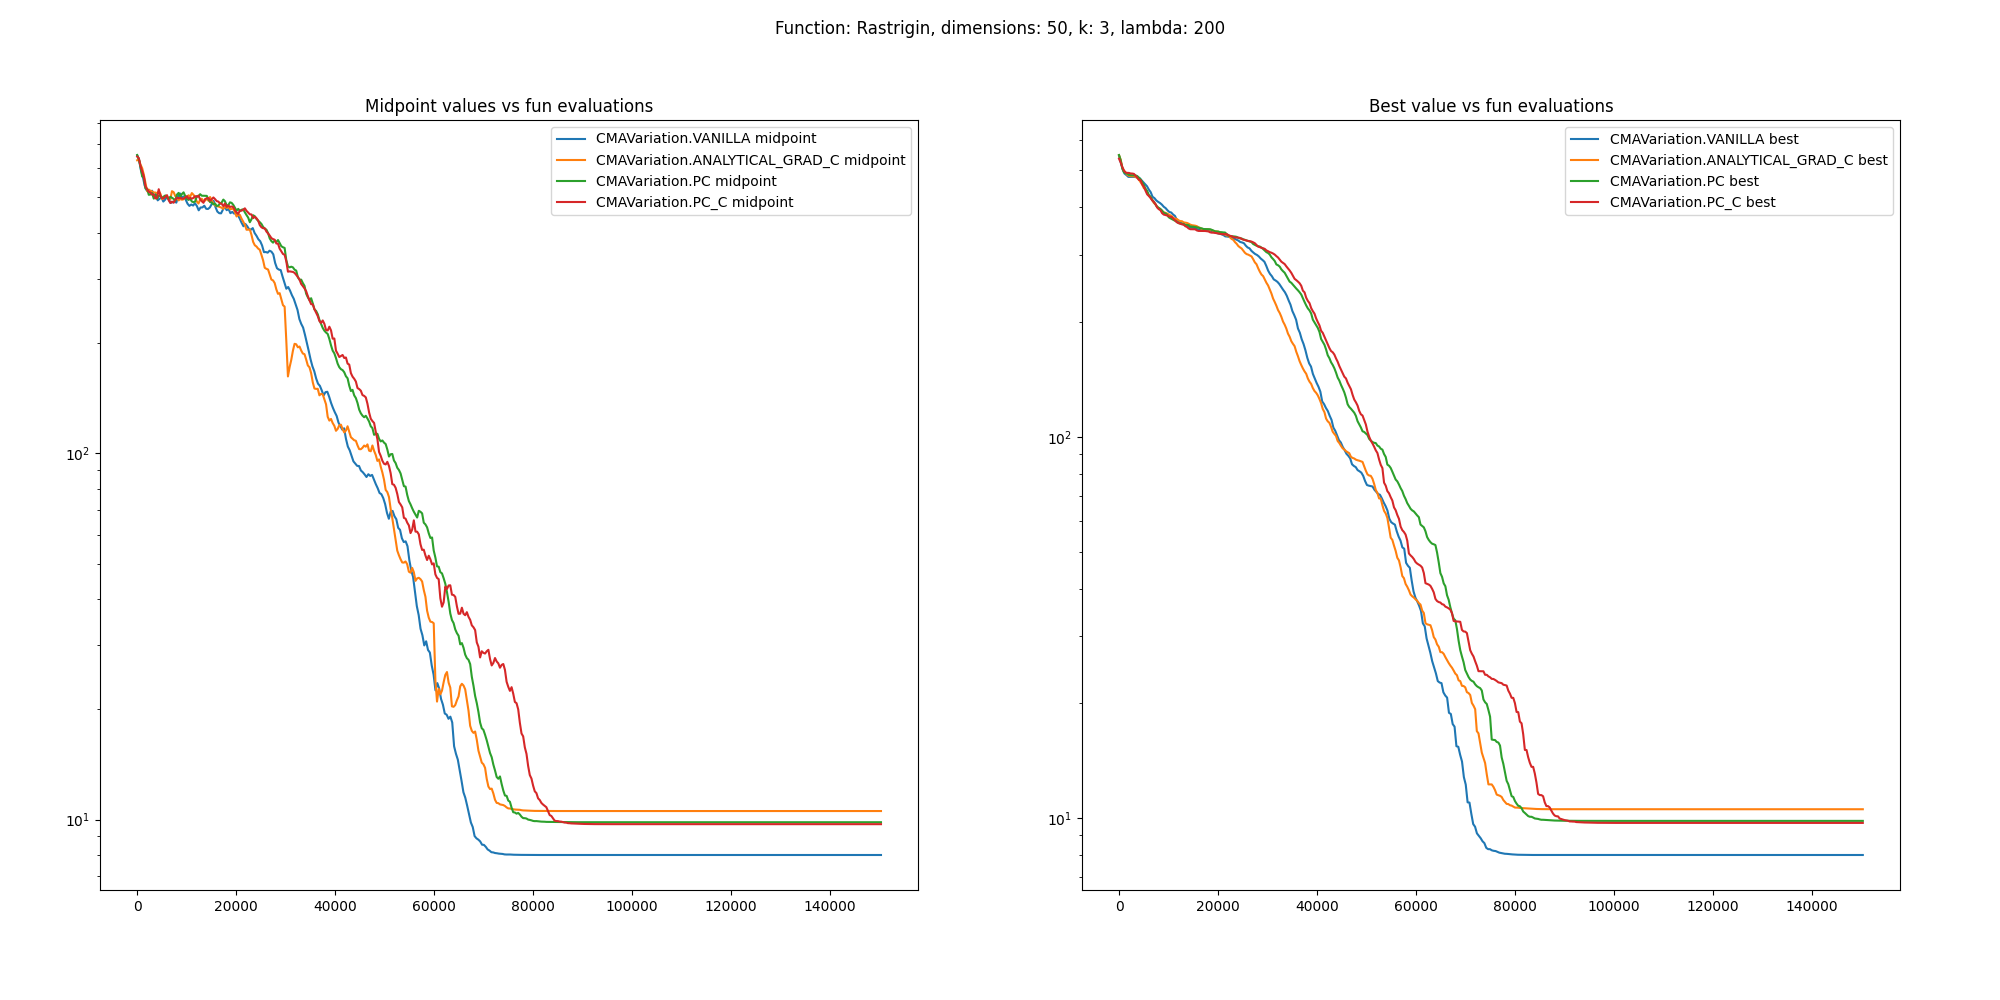 Function: Rastrigin, dimensions: 50, k: 3, lambda: 200
Midpoint values vs fun evaluations
CMAVariation.VANILLA midpoint
CMAVariation.ANALYTICAL_GRAD_C midpoint
CMAVariation.PC midpoint
CMAVariation.PC_C midpoint
10²
10¹
0 20000 40000 60000 80000 100000 120000 140000
Best value vs fun evaluations
CMAVariation.VANILLA best
CMAVariation.ANALYTICAL_GRAD_C best
CMAVariation.PC best
CMAVariation.PC_C best
10²
10¹
0 20000 40000 60000 80000 100000 120000 140000